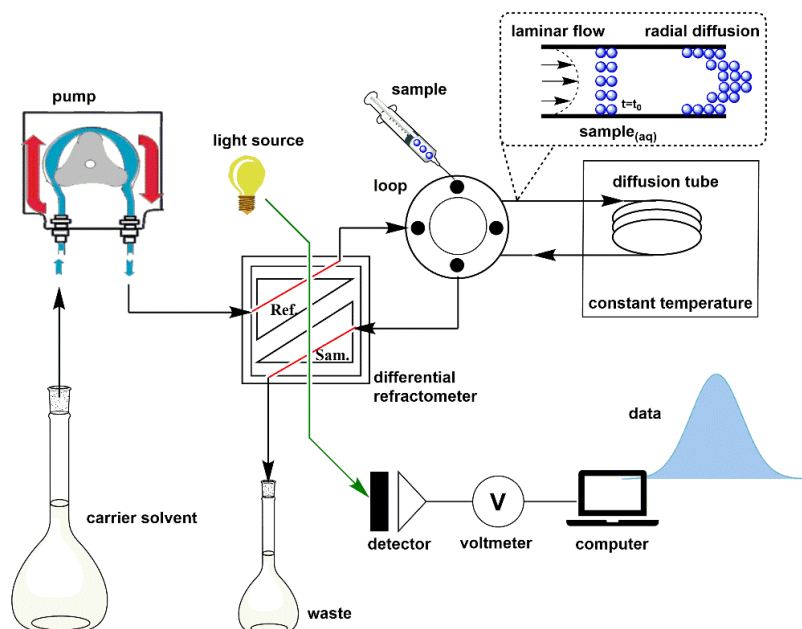 laminar flow radial diffusion
t=t0
sample(aq)
pump
sample
light source
loop
diffusion tube
constant temperature
Ref.
Sam.
differential
refractometer
data
carrier solvent
V
detector voltmeter computer
waste